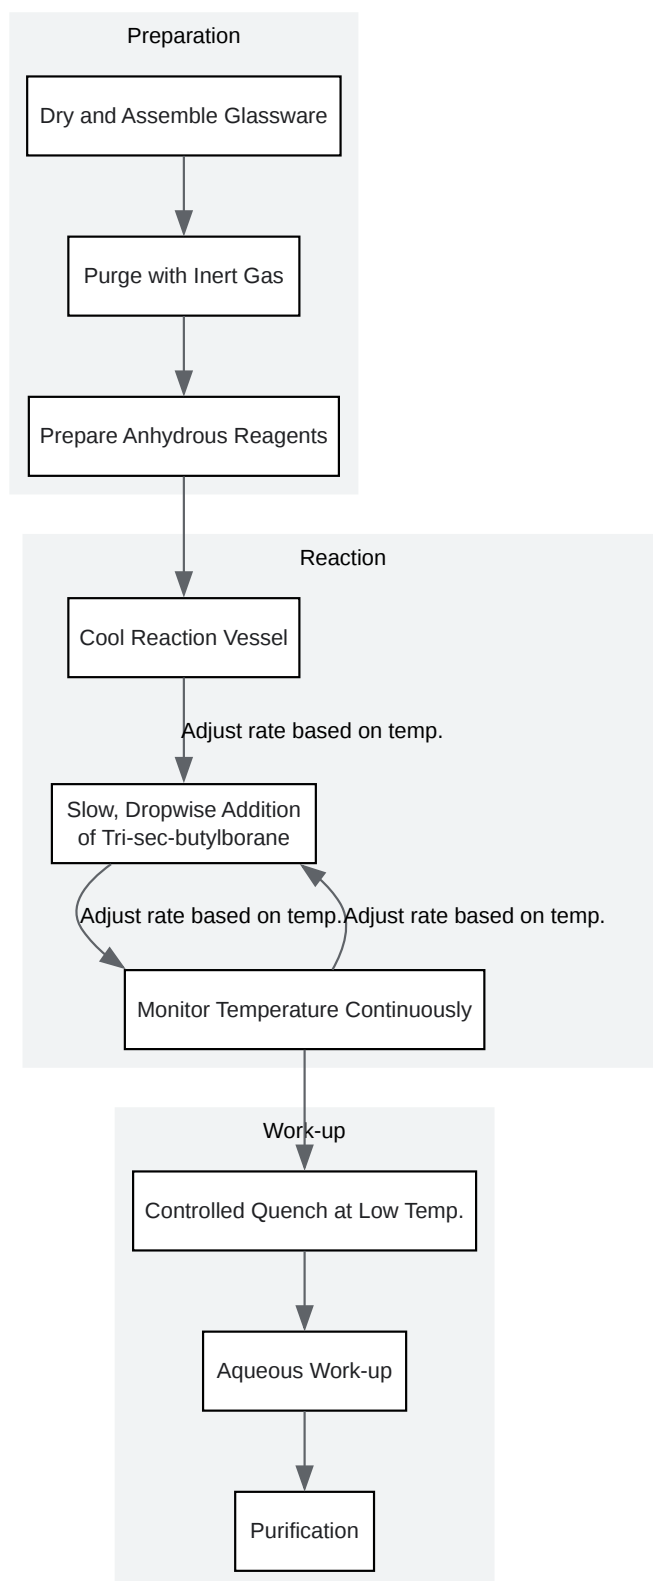 Preparation
Dry and Assemble Glassware
Purge with Inert Gas
Prepare Anhydrous Reagents
Reaction
Cool Reaction Vessel
Adjust rate based on temp.
Slow, Dropwise Addition
of Tri-sec-butylborane
Adjust rate based on temp.
Adjust rate based on temp.
Monitor Temperature Continuously
Work-up
Controlled Quench at Low Temp.
Aqueous Work-up
Purification